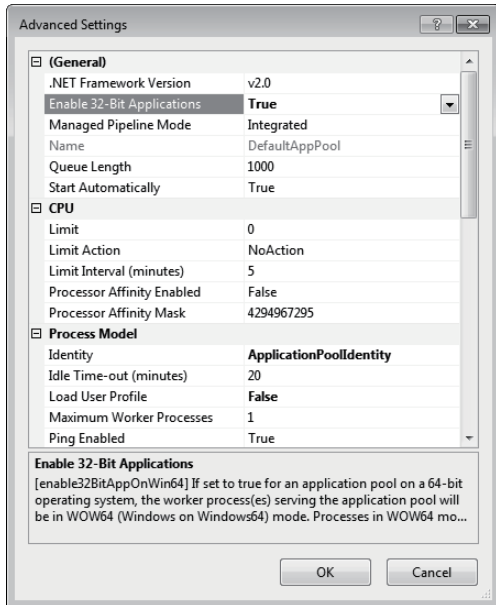 Advanced Settings
(General)
.NET Framework Version v2.0
Enable 32-Bit Applications True
Managed Pipeline Mode Integrated
Name DefaultAppPool
Queue Length 1000
Start Automatically True
CPU
Limit 0
Limit Action NoAction
Limit Interval (minutes) 5
Processor Affinity Enabled False
Processor Affinity Mask 4294967295
Process Model
Identity ApplicationPoolIdentity
Idle Time-out (minutes) 20
Load User Profile False
Maximum Worker Processes 1
Ping Enabled True
Enable 32-Bit Applications
[enable32BitAppOnWin64] If set to true for an application pool on a 64-bit
operating system, the worker process(es) serving the application pool will
be in WOW64 (Windows on Windows64) mode. Processes in WOW64 mo...
OK Cancel